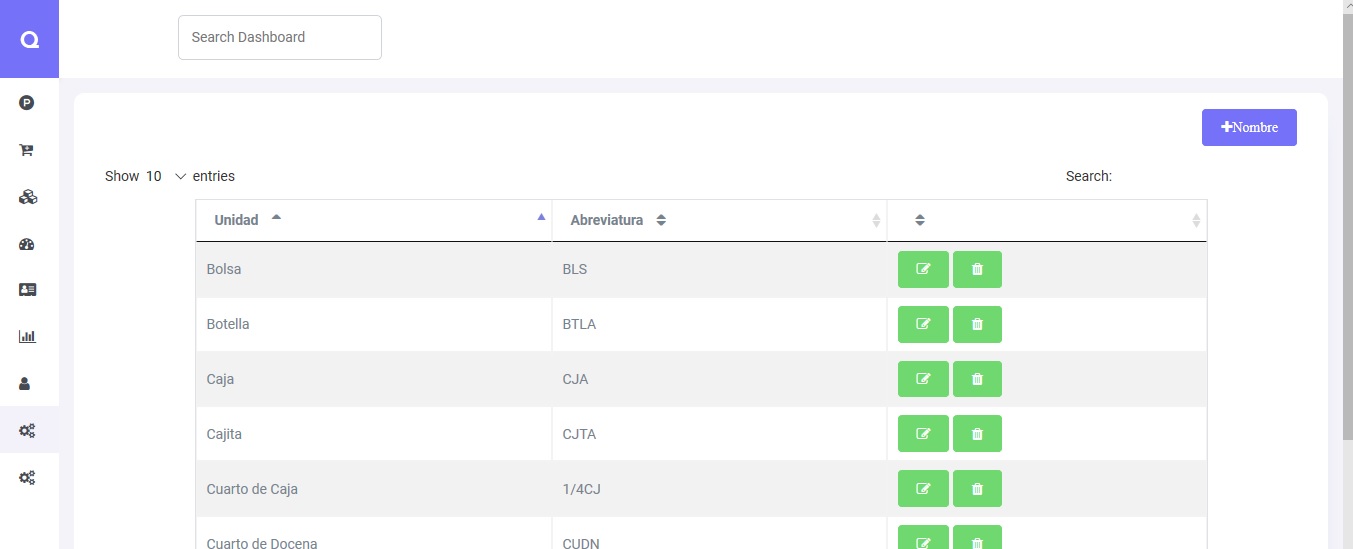 Q
Search Dashboard
P
Nombre
Show 10 entries
Search:
Unidad Abreviatura
Bolsa BLS
Botella BTLA
Caja CJA
Cajita CJTA
Cuarto de Caja 1/4CJ
Cuarto de Docena CUDN